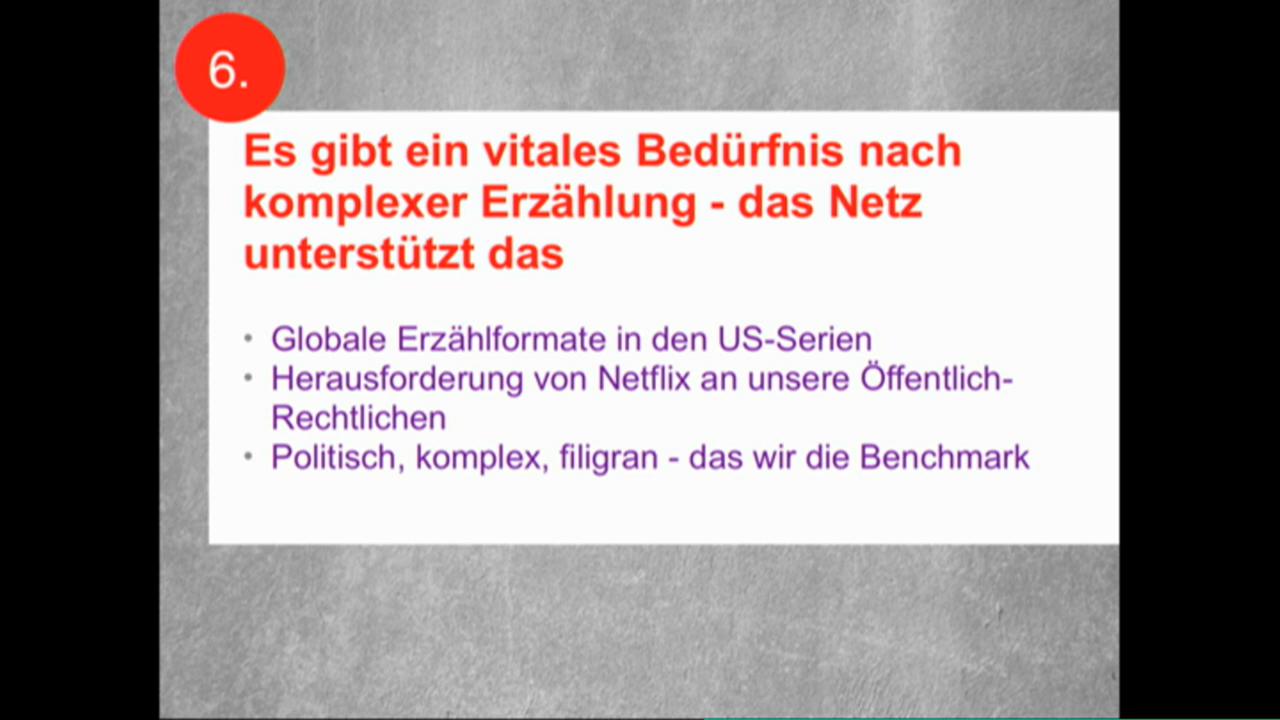 6.
Es gibt ein vitales Bedürfnis nach
komplexer Erzählung - das Netz
unterstützt das
• Globale Erzählformate in den US-Serien
• Herausforderung von Netflix an unsere Öffentlich-
Rechtlichen
• Politisch, komplex, filigran - das wir die Benchmark